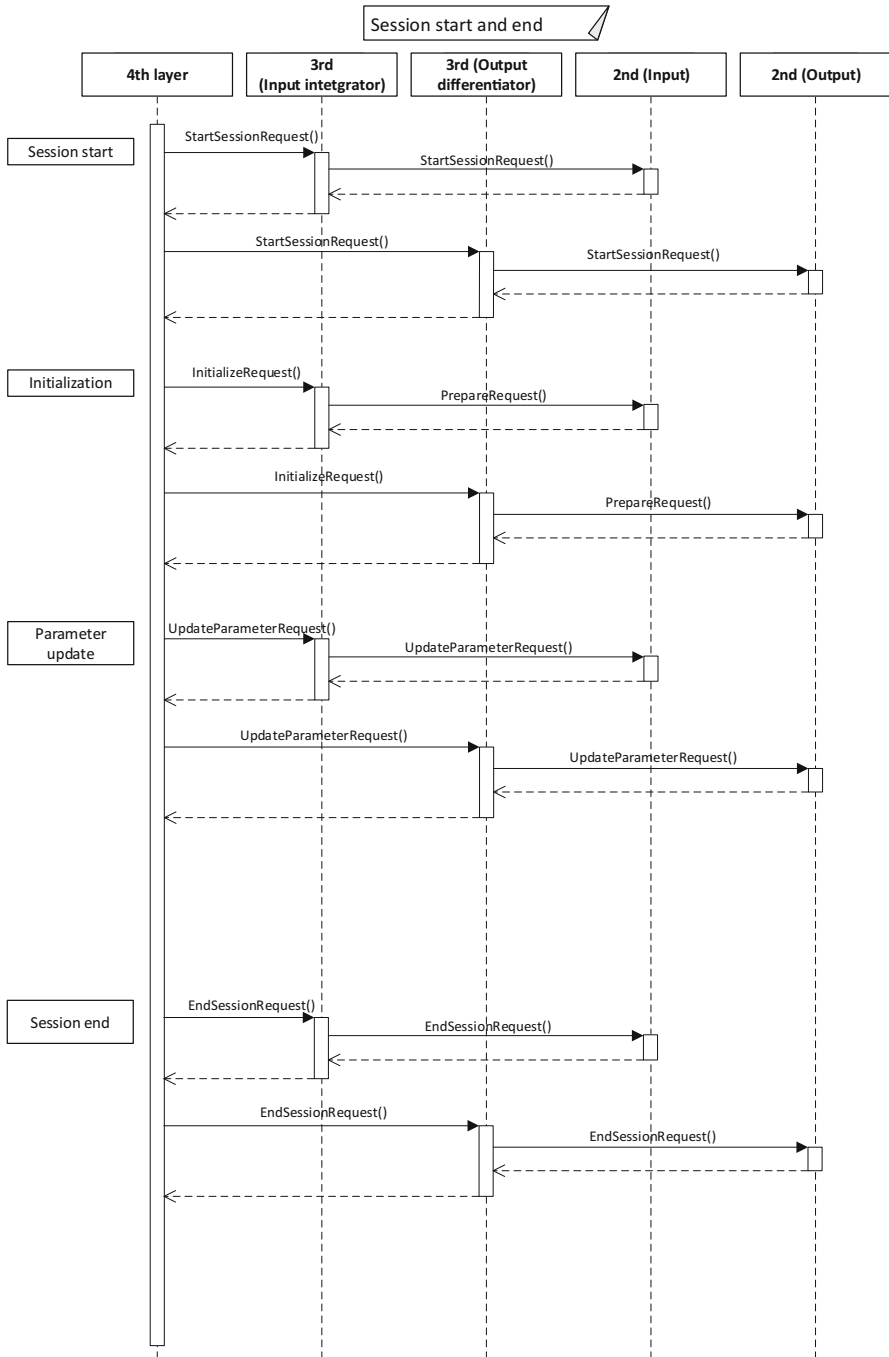 Session start and end
4th layer
3rd
(Input intetgrator)
3rd (Output
differentiator)
2nd (Input)
2nd (Output)
Session start
StartSessionRequest()
StartSessionRequest()
StartSessionRequest()
StartSessionRequest()
Initialization
InitializeRequest()
PrepareRequest()
InitializeRequest()
PrepareRequest()
Parameter
update
UpdateParameterRequest()
UpdateParameterRequest()
UpdateParameterRequest()
UpdateParameterRequest()
Session end
EndSessionRequest()
EndSessionRequest()
EndSessionRequest()
EndSessionRequest()